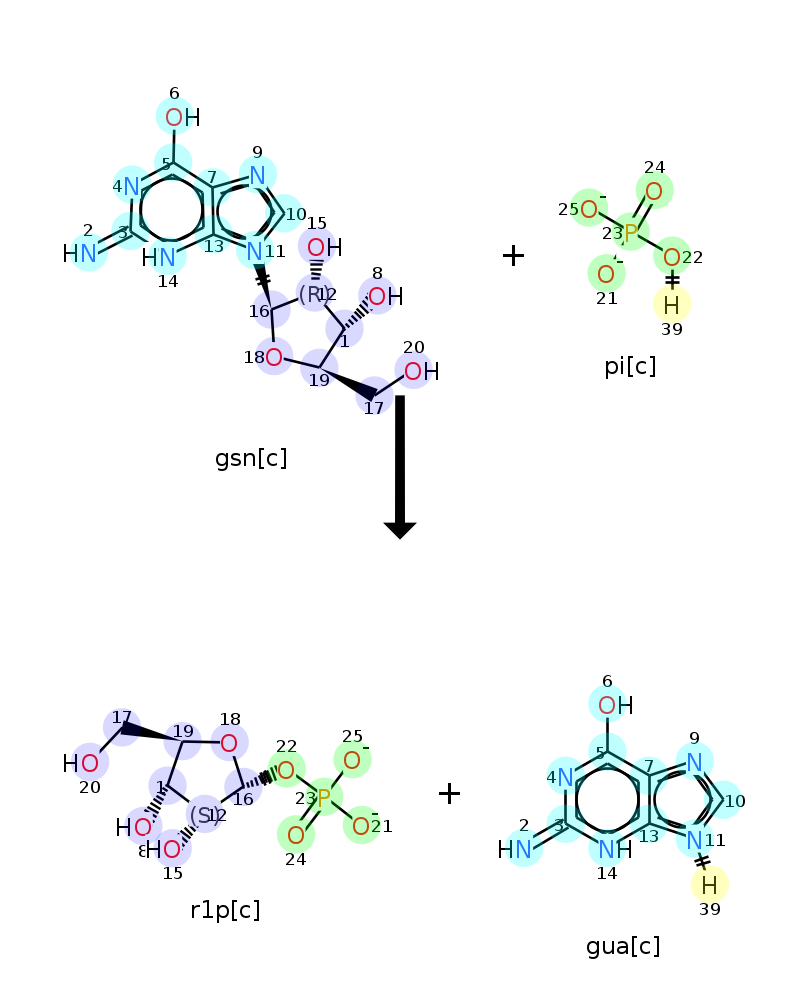 6
OH
5
4 N
7
9
N
2
HN
3
10
HN
14
13
N 11
15
OH
(R) 12
8
OH
16
1
18 O
19
20
OH
17
gsn[c]
+
24
O
25 O -
23 P
O 22
O -
21
H
39
pi[c]
17
19
18
O
HO
20
1
16
22
O
25
O -
23 P
(S) 12
HO
8
HO
15
O
24
O - 21
r1p[c]
+
6
OH
5
4 N
7
9
N
10
2
HN
3
NH
14
13
N 11
H
39
gua[c]